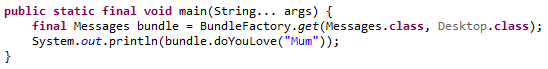 public static final void main(String... args) {
    final Messages bundle = BundleFactory.get(Messages.class, Desktop.class);
    System.out.println(bundle.doYouLove("Mum"));
}